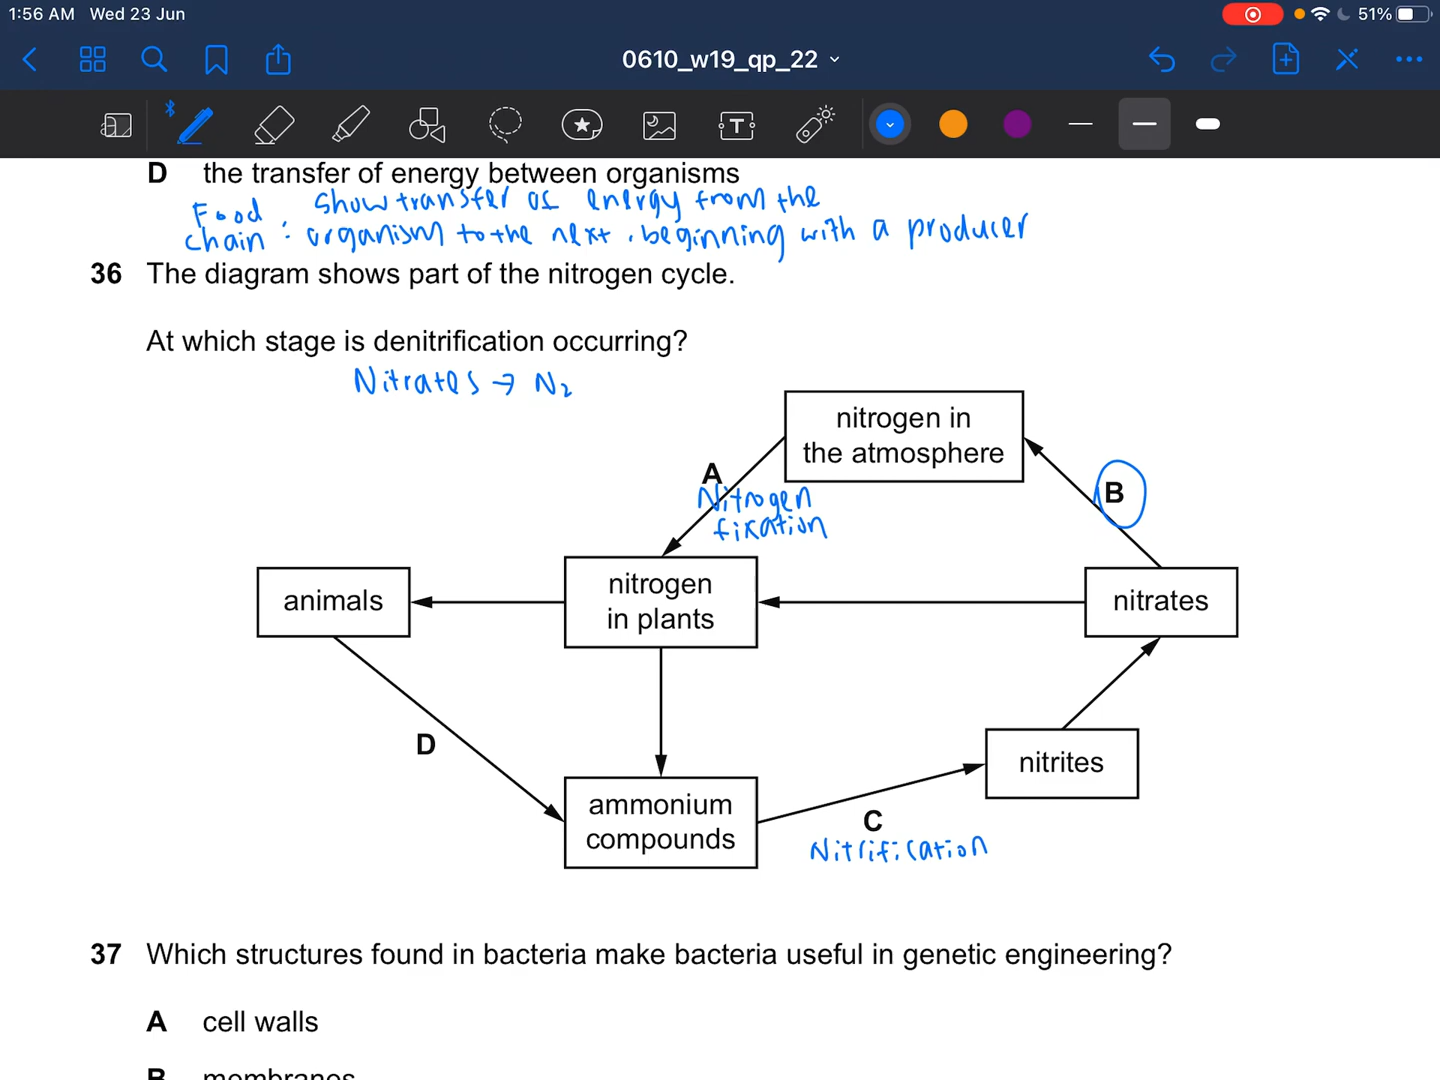 1:56 AM Wed 23 Jun
51%
0610_w19_qp_22
T
D the transfer of energy between organisms
Food show transfer of energy from the
chain : organism to the next, beginning with a producer
36 The diagram shows part of the nitrogen cycle.
At which stage is denitrification occurring?
Nitrates → N₂
nitrogen in
the atmosphere
A
B
Nitrogen
fixation
animals
nitrogen
in plants
nitrates
D
nitrites
ammonium
compounds
C
Nitrification
37 Which structures found in bacteria make bacteria useful in genetic engineering?
A cell walls
B membranes